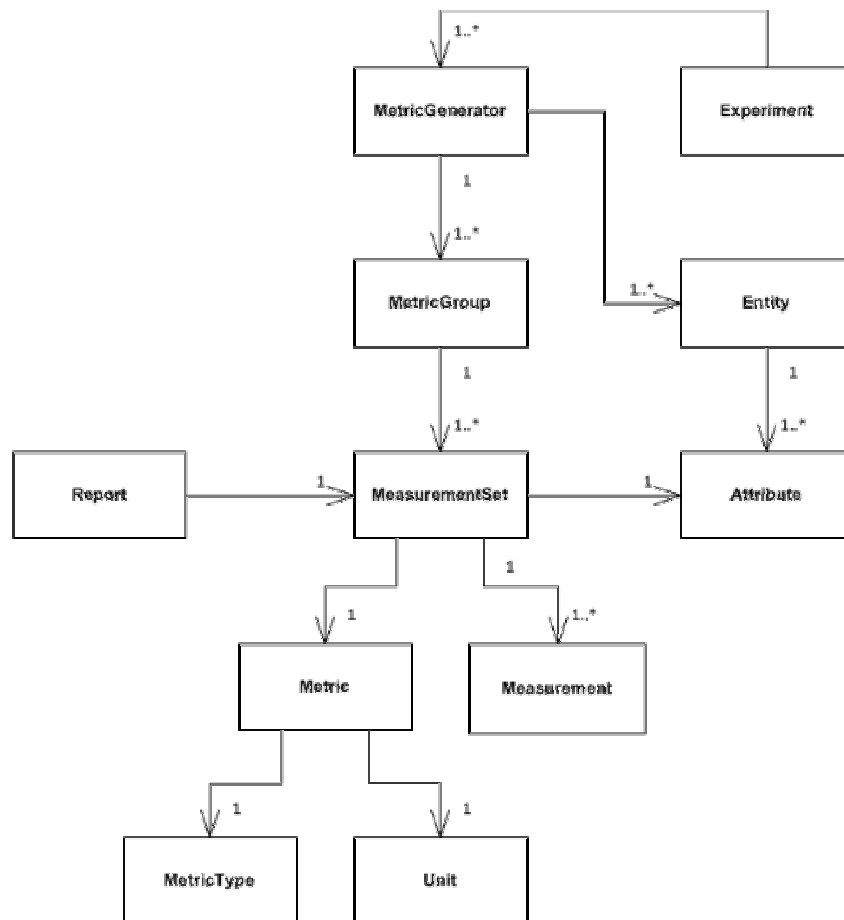 1..*
MetricGenerator
Experiment
1
1..*
1..*
MetricGroup
Entity
1
1
1..*
1..*
Report
1
MeasurementSet
1
Attribute
1
1
1..*
Metric
Measurement
1
1
MetricType
Unit